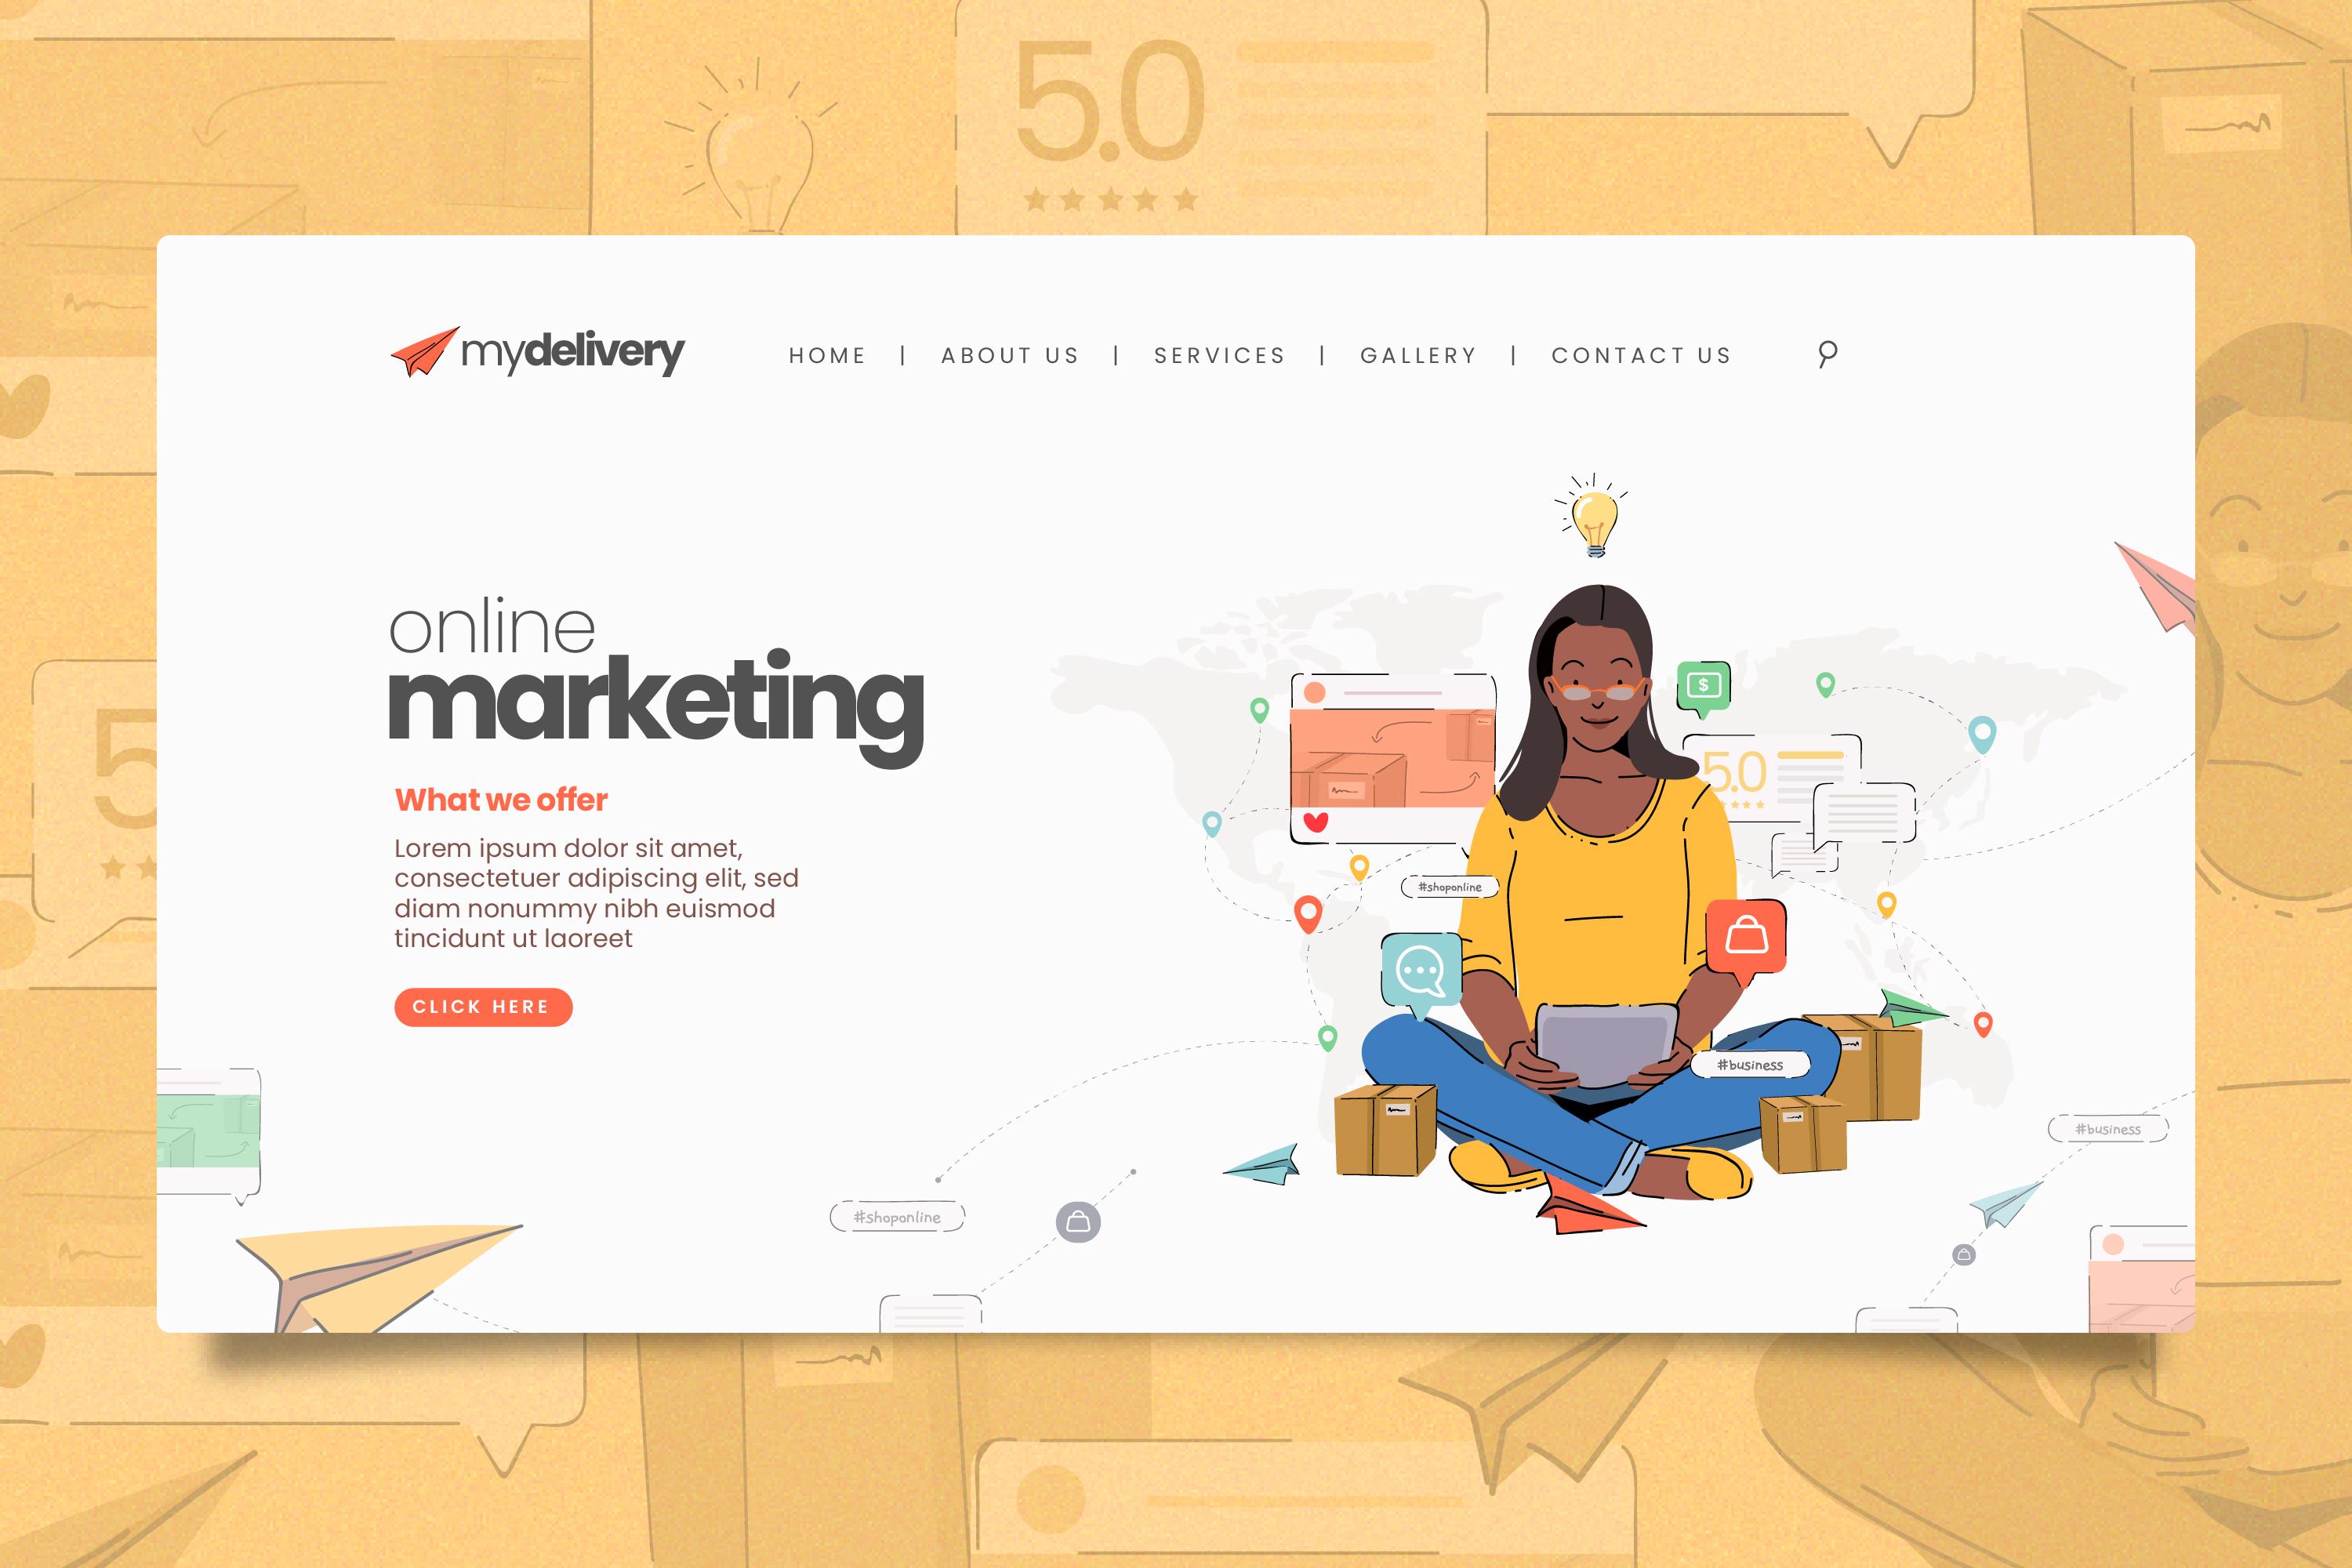 5.0
mydelivery
HOME | ABOUT US | SERVICES | GALLERY | CONTACT US
online
marketing
What we offer
Lorem ipsum dolor sit amet,
consectetuer adipiscing elit, sed
diam nonummy nibh euismod
tincidunt ut laoreet
CLICK HERE
$
5.0
#shoponline
#business
#business
#shoponline
5